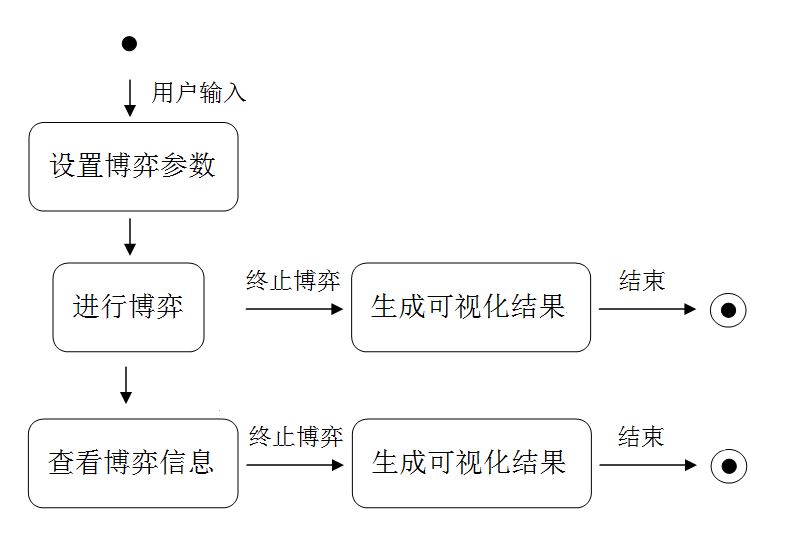 用户输入
设置博弈参数
终止博弈
结束
进行博弈
生成可视化结果
终止博弈
结束
查看博弈信息
生成可视化结果